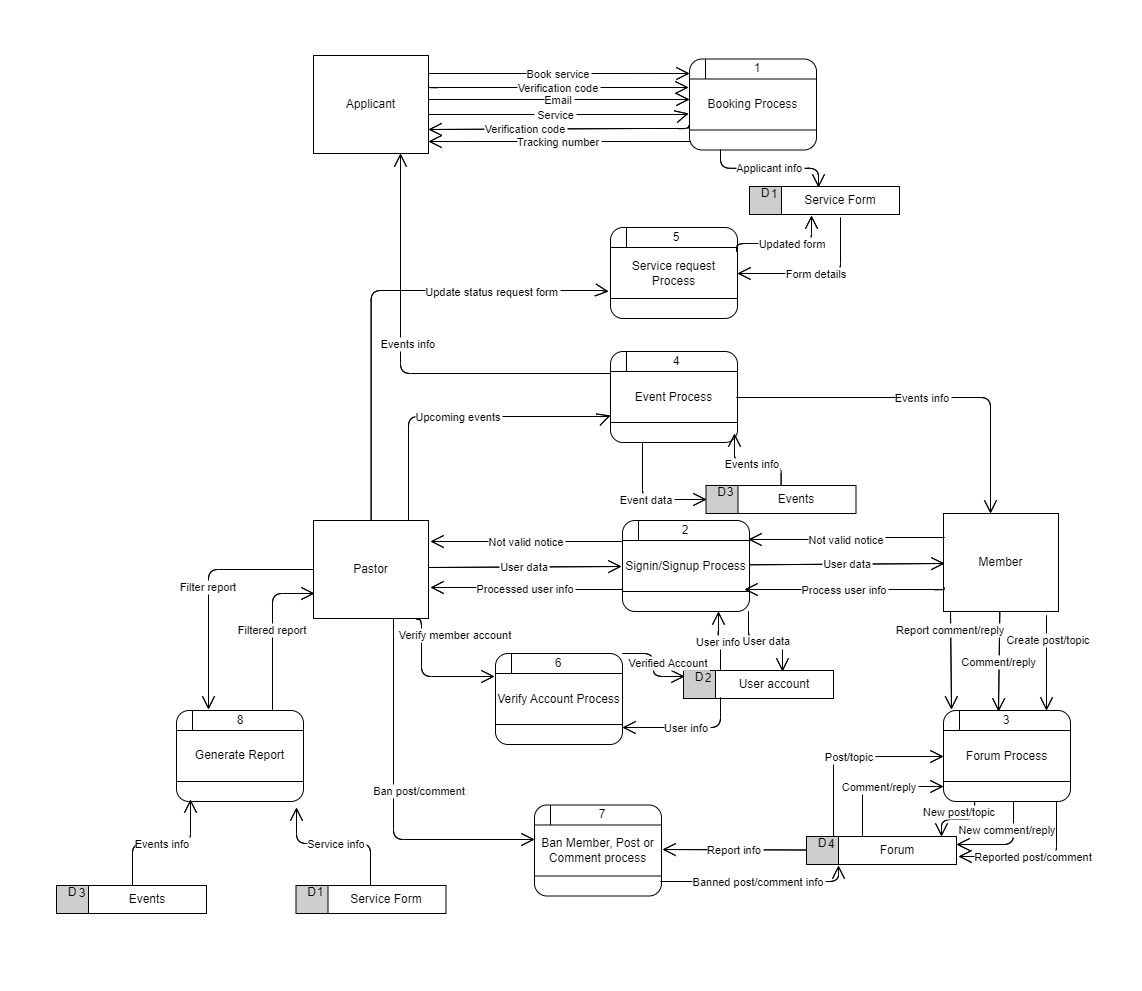 Applicant
Book service
Verification code
Email
Service
Verification code
Tracking number
1
Booking Process
Applicant info
D1
Service Form
5
Service request
Process
Updated form
Form details
Update status request form
Events info
4
Event Process
Events info
Upcoming events
Events info
Event data
D3
Events
Pastor
Not valid notice
User data
Processed user info
2
Signin/Signup Process
Not valid notice
User data
Process user info
Member
Filter report
Filtered report
Verify member account
User info
User data
Report comment/reply
Comment/reply
Create post/topic
6
Verify Account Process
Verified Account
D2
User account
User info
8
Generate Report
3
Forum Process
Post/topic
Comment/reply
Ban post/comment
7
Ban Member, Post or
Comment process
New post/topic
New comment/reply
Reported post/comment
D4
Forum
Report info
Banned post/comment info
Events info
Service info
D3
Events
D1
Service Form